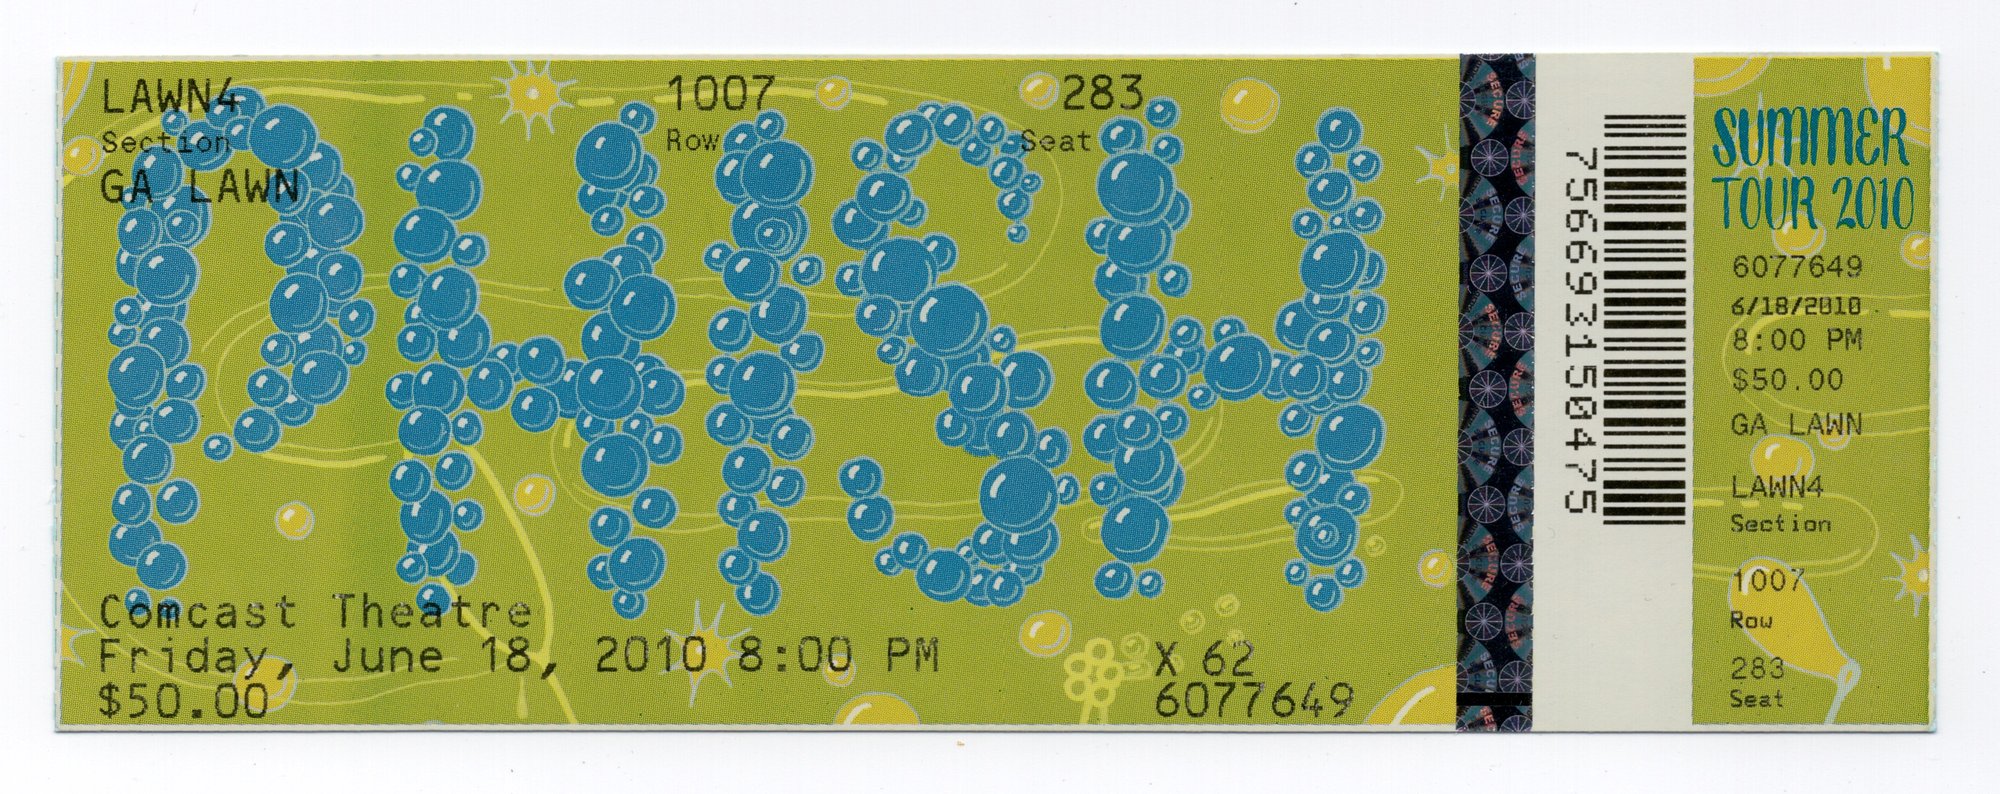 LAWN4 1007 283
Section Row Seat
GA LAWN
PHISH
Comcast Theatre
Friday, June 18, 2010 8:00 PM
$50.00
X 62
6077649
SECURE
756693150475
SUMMER
TOUR 2010
6077649
6/18/2010
8:00 PM
$50.00
GA LAWN
LAWN4
Section
1007
Row
283
Seat